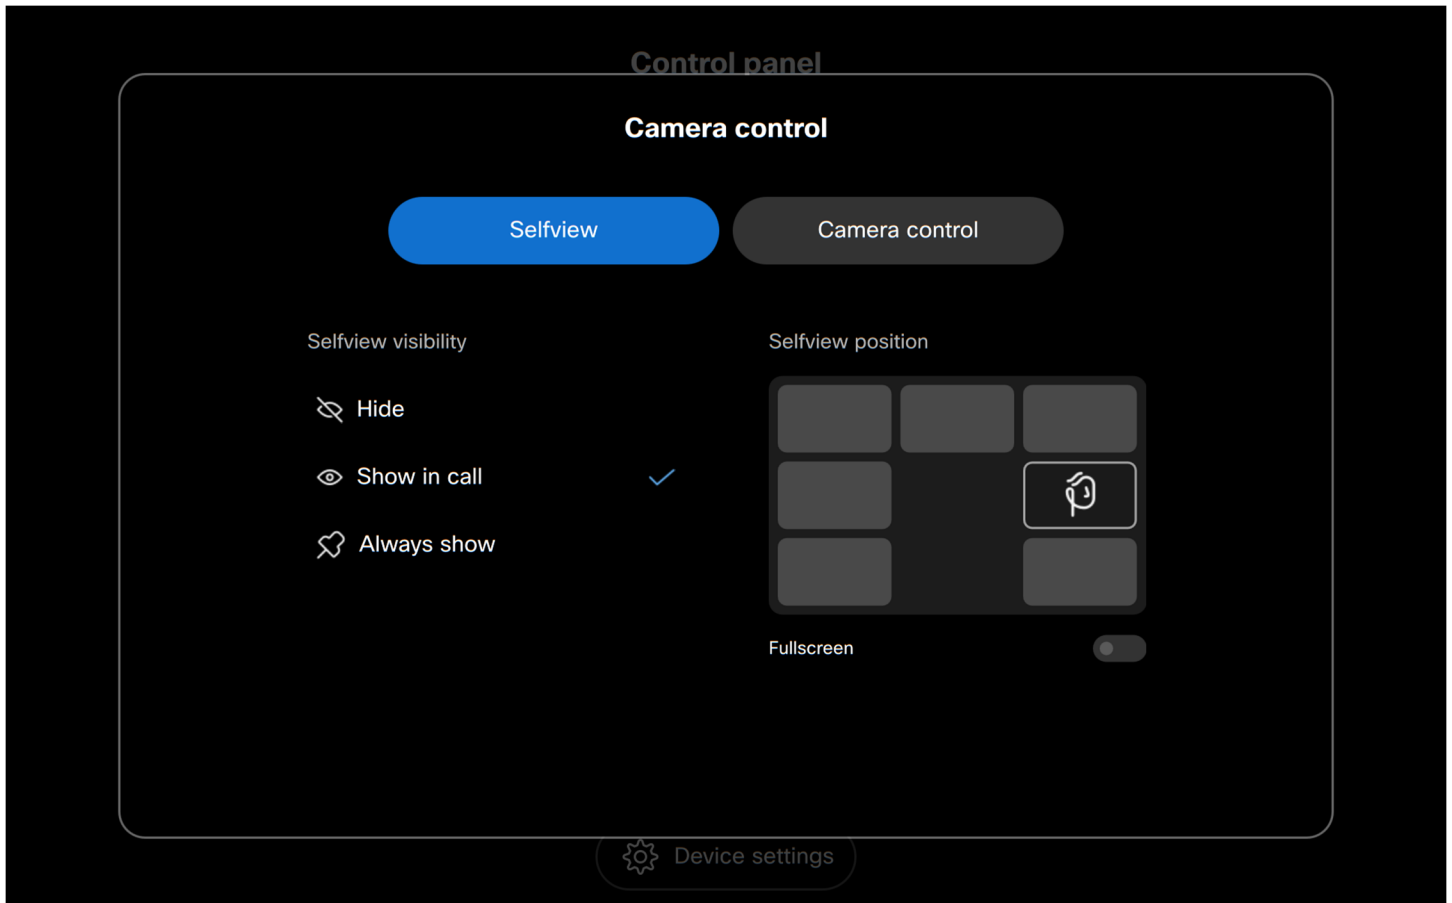 Control panel
Camera control
Selfview
Camera control
Selfview visibility
Hide
Show in call
Always show
Selfview position
Fullscreen
Device settings